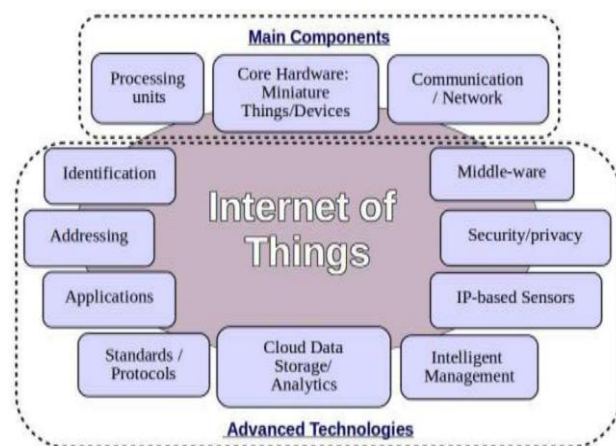 Main Components
Processing
units
Core Hardware:
Miniature
Things/Devices
Communication
/ Network
Identification
Middle-ware
Internet of
Things
Addressing
Security/privacy
Applications
IP-based Sensors
Standards /
Protocols
Cloud Data
Storage/
Analytics
Intelligent
Management
Advanced Technologies